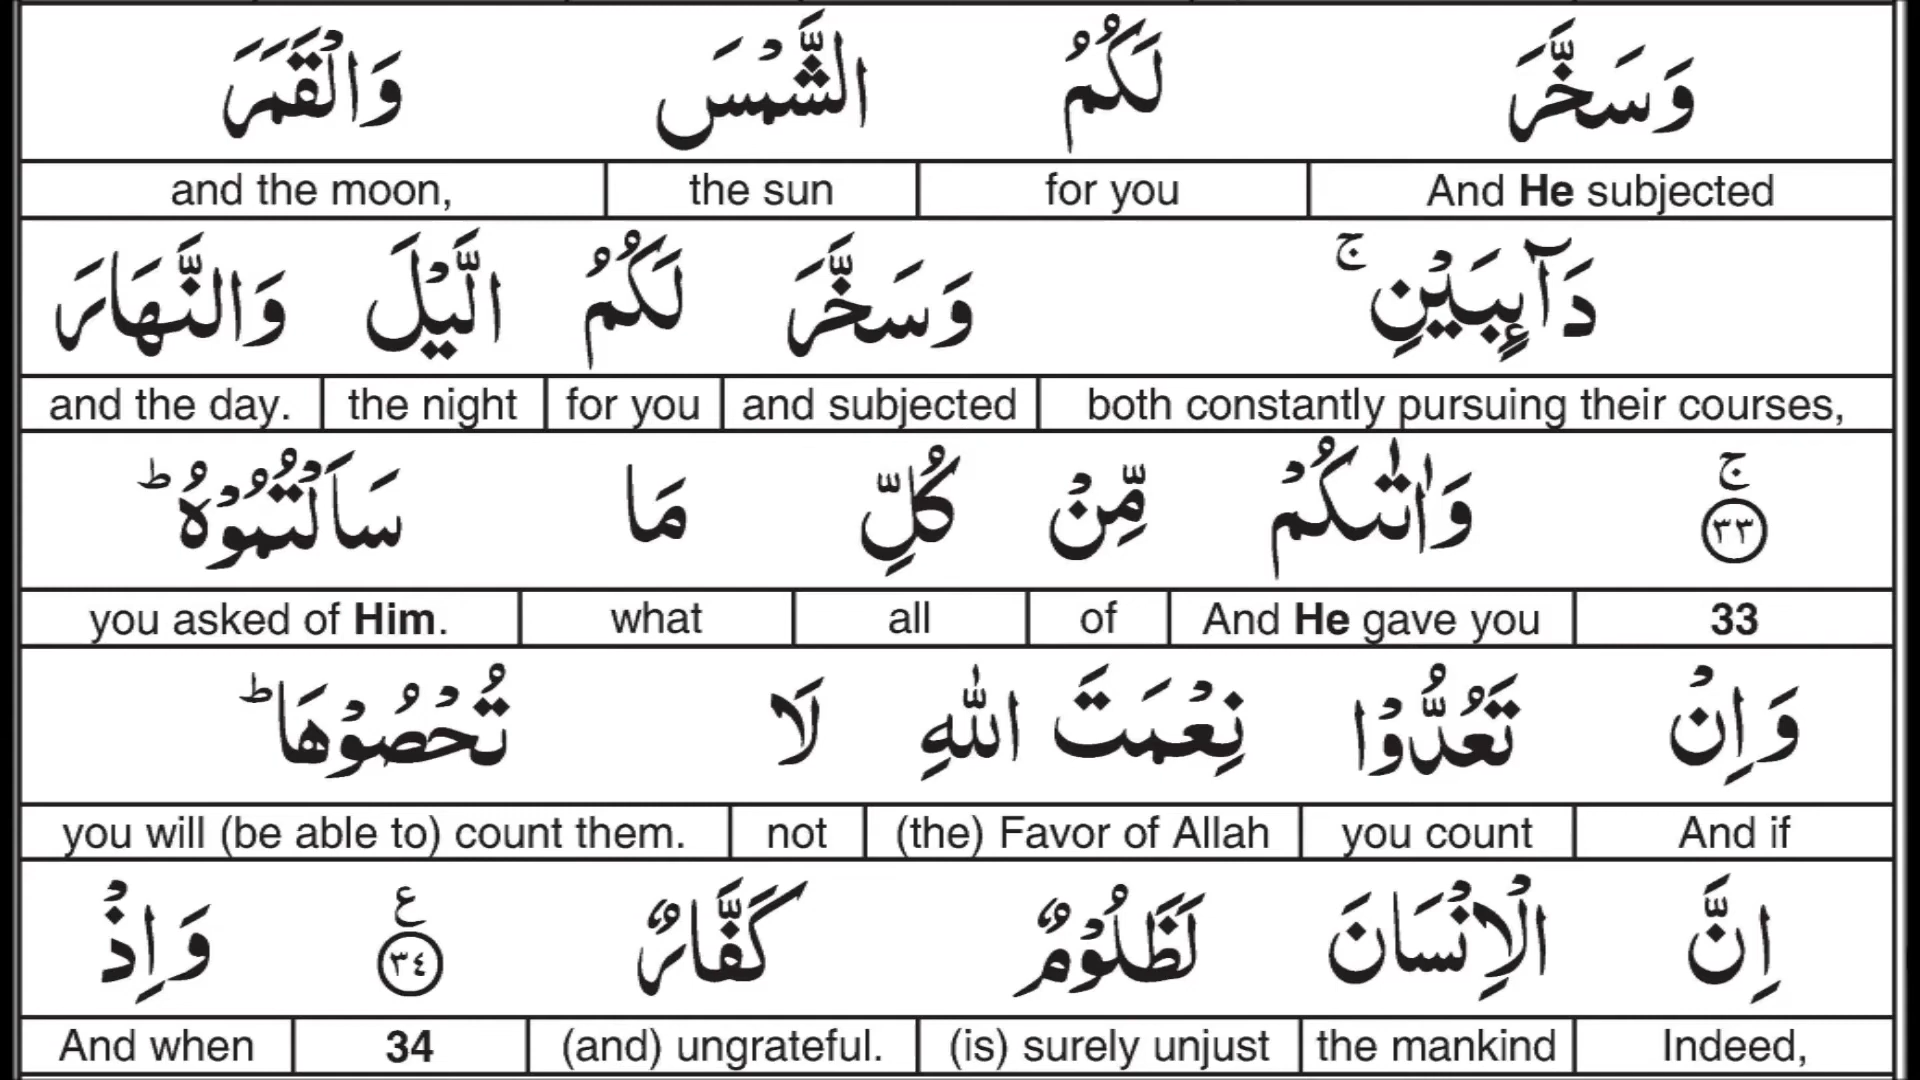 وَسَخَّرَ لَكُمُ الشَّمْسَ وَالْقَمَرَ
And He subjected for you the sun and the moon,
دَآئِبَيْنِ ۚ وَسَخَّرَ لَكُمُ الَّيْلَ وَالنَّهَارَ
both constantly pursuing their courses, and subjected for you the night and the day.
ۚ ٣٣ وَاٰتٰىكُمْ مِّنْ كُلِّ مَا سَاَلْتُمُوْهُ ؕ
33 And He gave you of all what you asked of Him.
وَاِنْ تَعُدُّوْا نِعْمَتَ اللّٰهِ لَا تُحْصُوْهَا ؕ
And if you count (the) Favor of Allah not you will (be able to) count them.
اِنَّ الْاِنْسَانَ لَظَلُوْمٌ كَفَّارٌ ع ٣٤ وَاِذْ
Indeed, the mankind (is) surely unjust (and) ungrateful. 34 And when